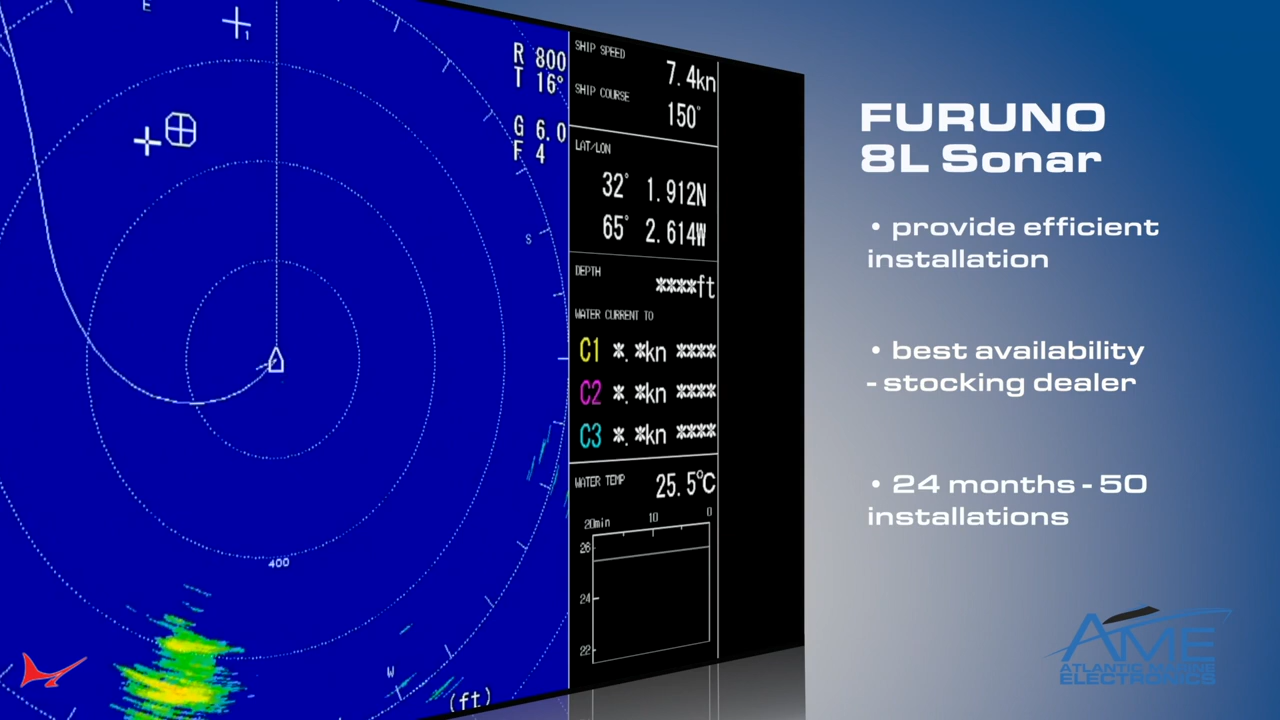 E
1
R 800
T 16°
G 6.0
F 4
S
400
W
(ft)
SHIP SPEED
7.4kn
SHIP COURSE
150°
LAT/LON
32° 1.912N
65° 2.614W
DEPTH
****ft
WATER CURRENT TO
C1 *.*kn ****
C2 *.*kn ****
C3 *.*kn ****
WATER TEMP
25.5°C
20min 10 0
26
24
22
FURUNO
8L Sonar
• provide efficient
installation
• best availability
- stocking dealer
• 24 months - 50
installations
AME
ATLANTIC MARINE
ELECTRONICS